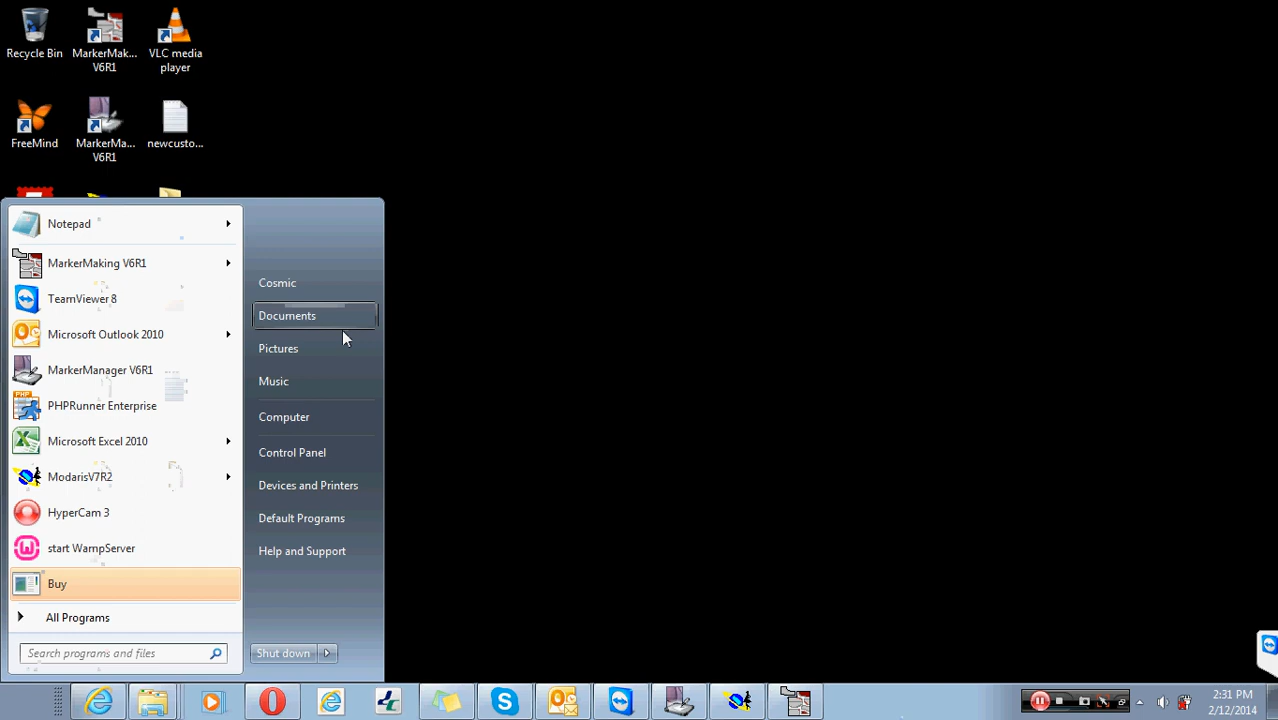 Recycle Bin
MarkerMak...
V6R1
VLC media
player
FreeMind
MarkerMa...
V6R1
newcusto...
Notepad
MarkerMaking V6R1
TeamViewer 8
Microsoft Outlook 2010
MarkerManager V6R1
PHPRunner Enterprise
Microsoft Excel 2010
ModarisV7R2
HyperCam 3
start WampServer
Buy
All Programs
Search programs and files
Cosmic
Documents
Pictures
Music
Computer
Control Panel
Devices and Printers
Default Programs
Help and Support
Shut down
2:31 PM
2/12/2014